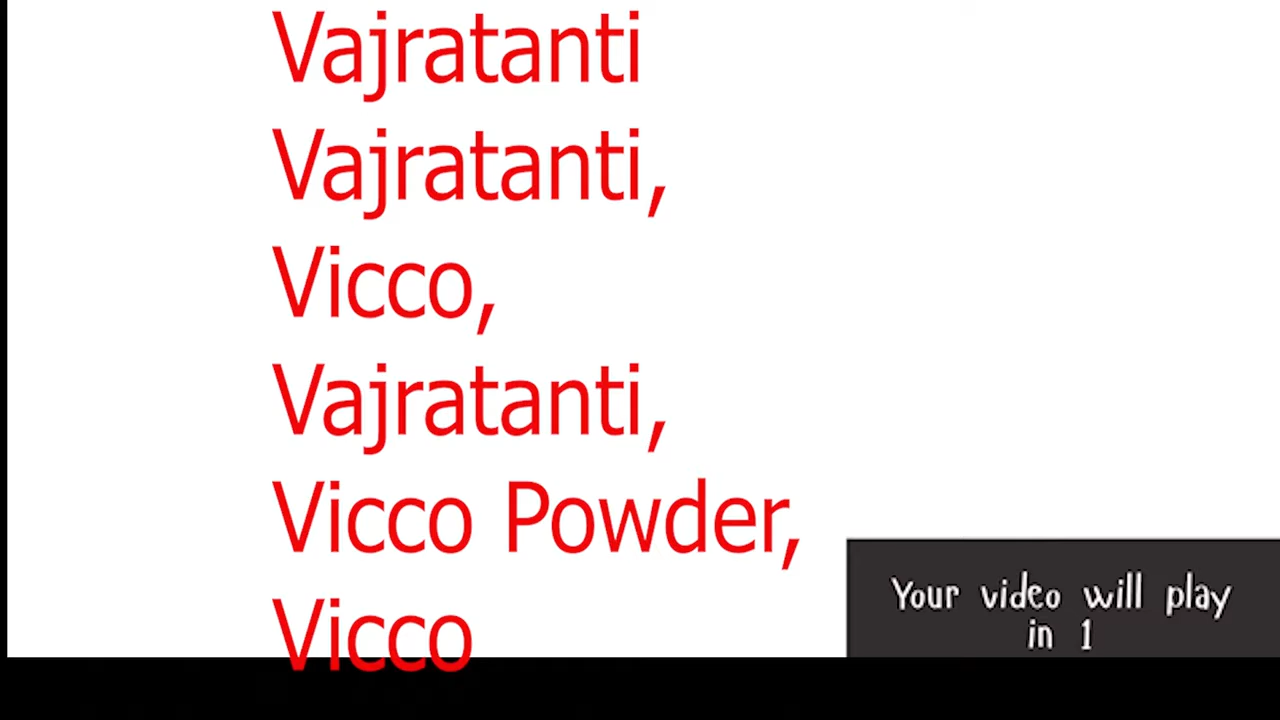 Vajratanti
Vajratanti,
Vicco,
Vajratanti,
Vicco Powder,
Vicco
Your video will play
in 1